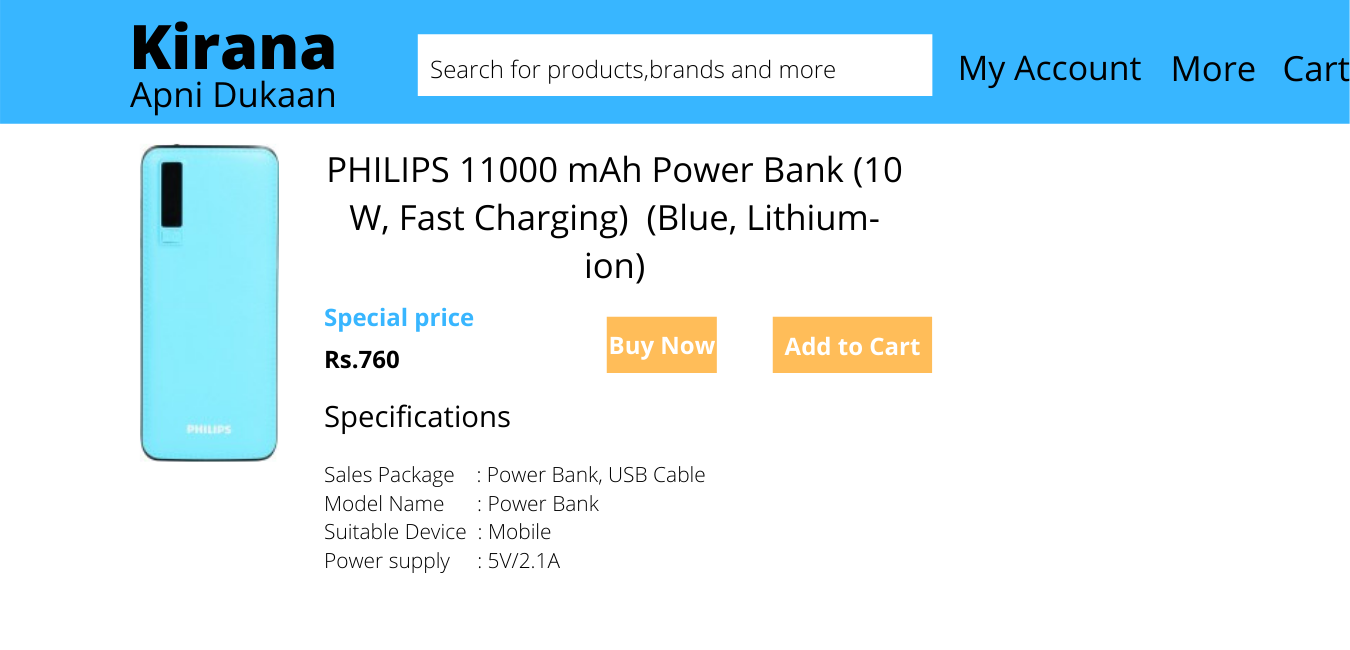 Kirana
Apni Dukaan
Search for products,brands and more
My Account
More
Cart
PHILIPS 11000 mAh Power Bank (10
W, Fast Charging)  (Blue, Lithium-
ion)
Special price
Rs.760
Buy Now
Add to Cart
Specifications
Sales Package : Power Bank, USB Cable
Model Name : Power Bank
Suitable Device : Mobile
Power supply : 5V/2.1A
PHILIPS